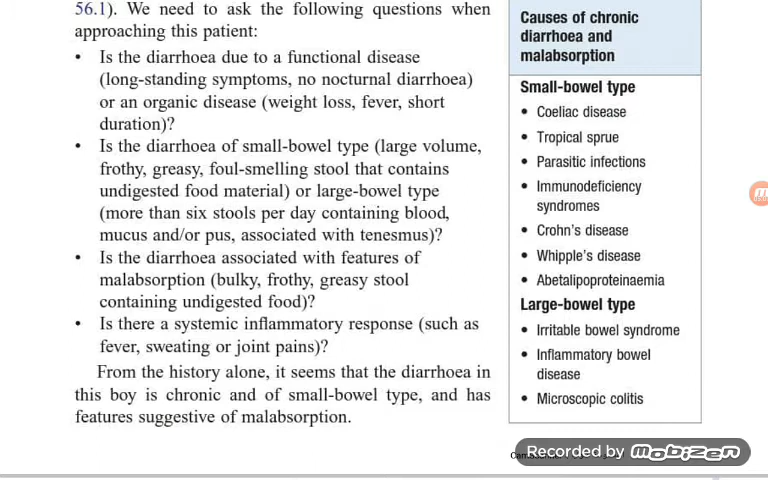 56.1). We need to ask the following questions when
approaching this patient:
• Is the diarrhoea due to a functional disease
(long-standing symptoms, no nocturnal diarrhoea)
or an organic disease (weight loss, fever, short
duration)?
• Is the diarrhoea of small-bowel type (large volume,
frothy, greasy, foul-smelling stool that contains
undigested food material) or large-bowel type
(more than six stools per day containing blood,
mucus and/or pus, associated with tenesmus)?
• Is the diarrhoea associated with features of
malabsorption (bulky, frothy, greasy stool
containing undigested food)?
• Is there a systemic inflammatory response (such as
fever, sweating or joint pains)?
From the history alone, it seems that the diarrhoea in
this boy is chronic and of small-bowel type, and has
features suggestive of malabsorption.
Causes of chronic
diarrhoea and
malabsorption
Small-bowel type
• Coeliac disease
• Tropical sprue
• Parasitic infections
• Immunodeficiency
syndromes
• Crohn's disease
• Whipple's disease
• Abetalipoproteinaemia
Large-bowel type
• Irritable bowel syndrome
• Inflammatory bowel
disease
• Microscopic colitis
Recorded by mobizen